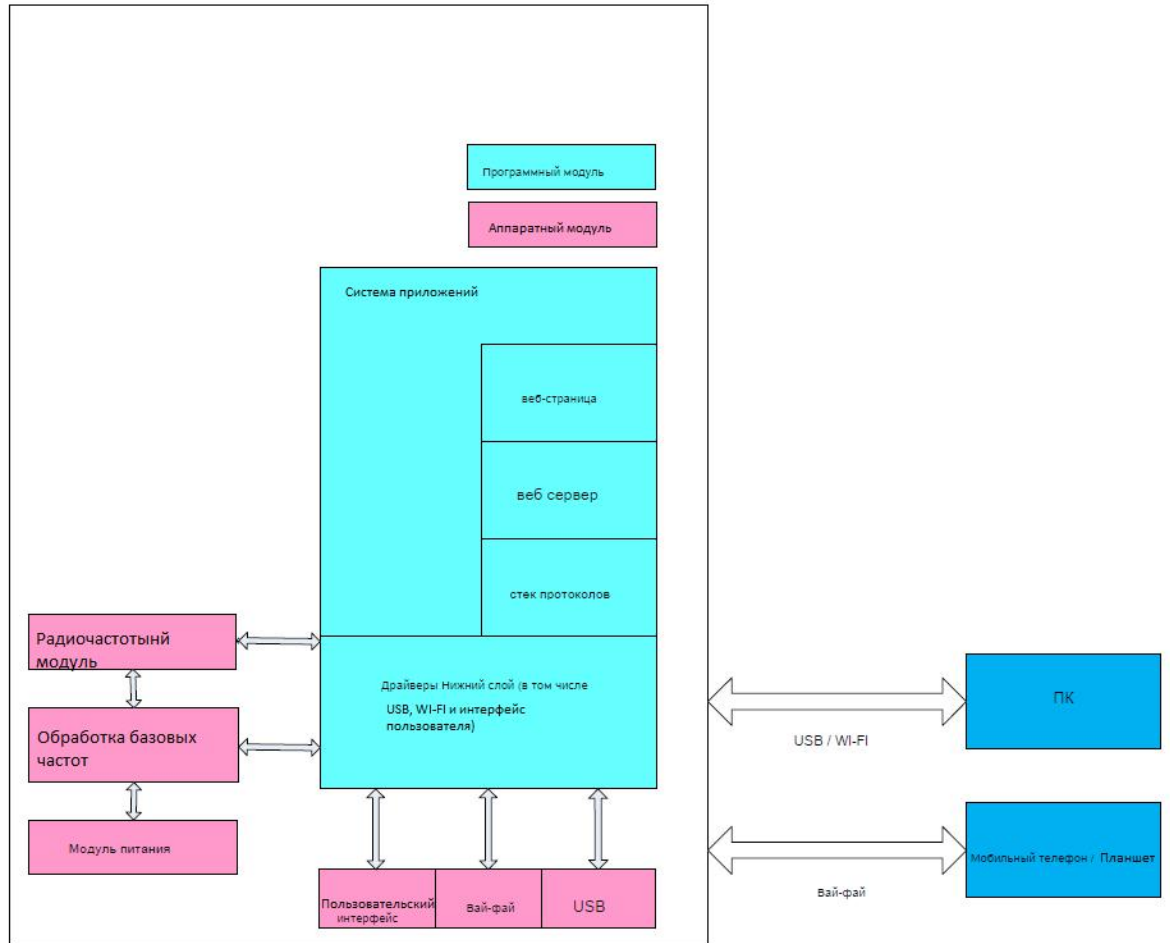 Программный модуль
Аппаратный модуль
Система приложений
веб-страница
веб сервер
стек протоколов
Радиочастотынй
модуль
Драйверы Нижний слой (в том числе
USB, WI-FI и интерфейс
пользователя)
Обработка базовых
частот
Модуль питания
Пользовательский
интерфейс
Вай-фай
USB
ПК
USB / WI-FI
Мобильный телефон / Планшет
Вай-фай